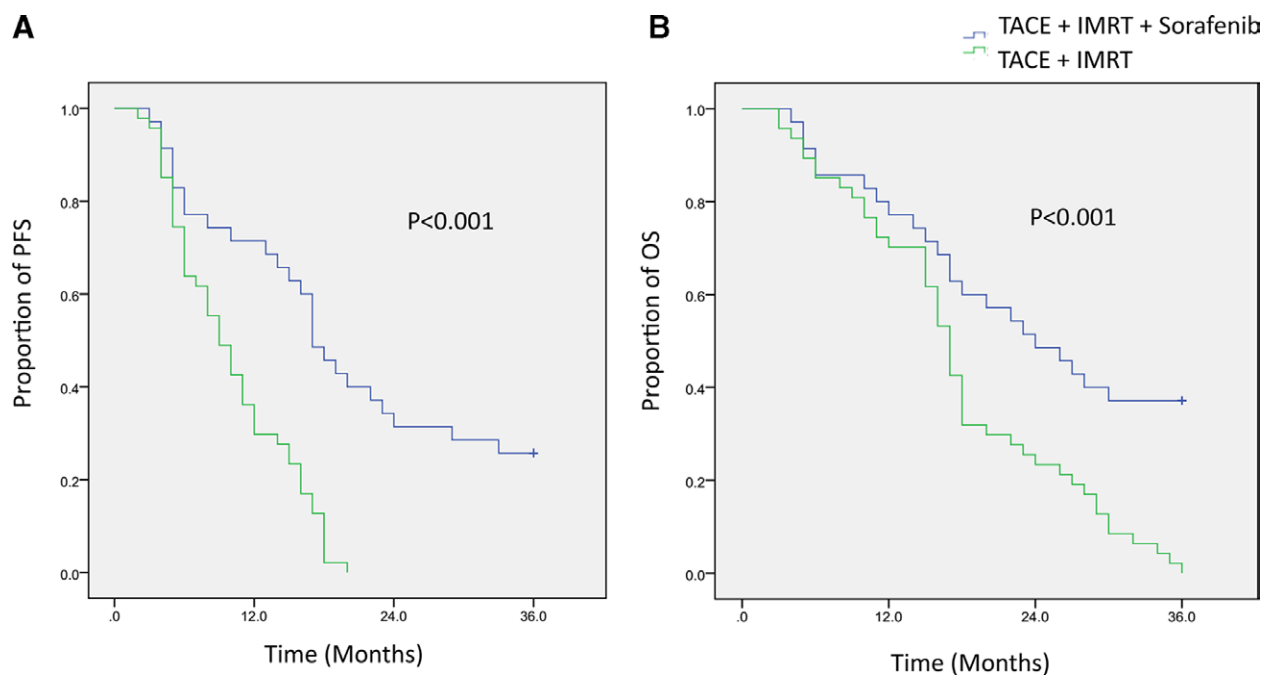 A
B
TACE + IMRT + Sorafenib
TACE + IMRT
1.0
0.8
0.6
0.4
0.2
0.0
Proportion of PFS
P<0.001
.0
12.0
24.0
36.0
Time (Months)
1.0
0.8
0.6
0.4
0.2
0.0
Proportion of OS
P<0.001
.0
12.0
24.0
36.0
Time (Months)